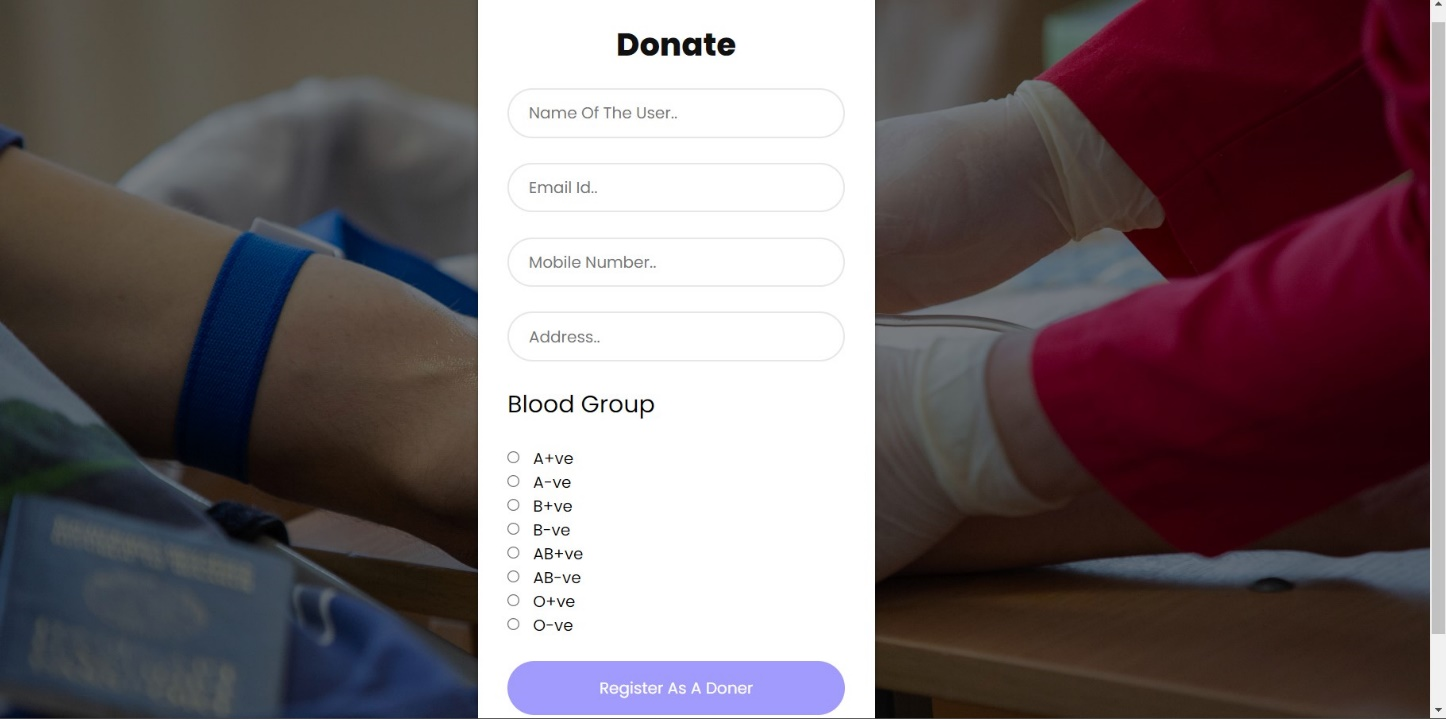 Donate
Name Of The User..
Email Id..
Mobile Number..
Address..
Blood Group
A+ve
A-ve
B+ve
B-ve
AB+ve
AB-ve
O+ve
O-ve
Register As A Doner